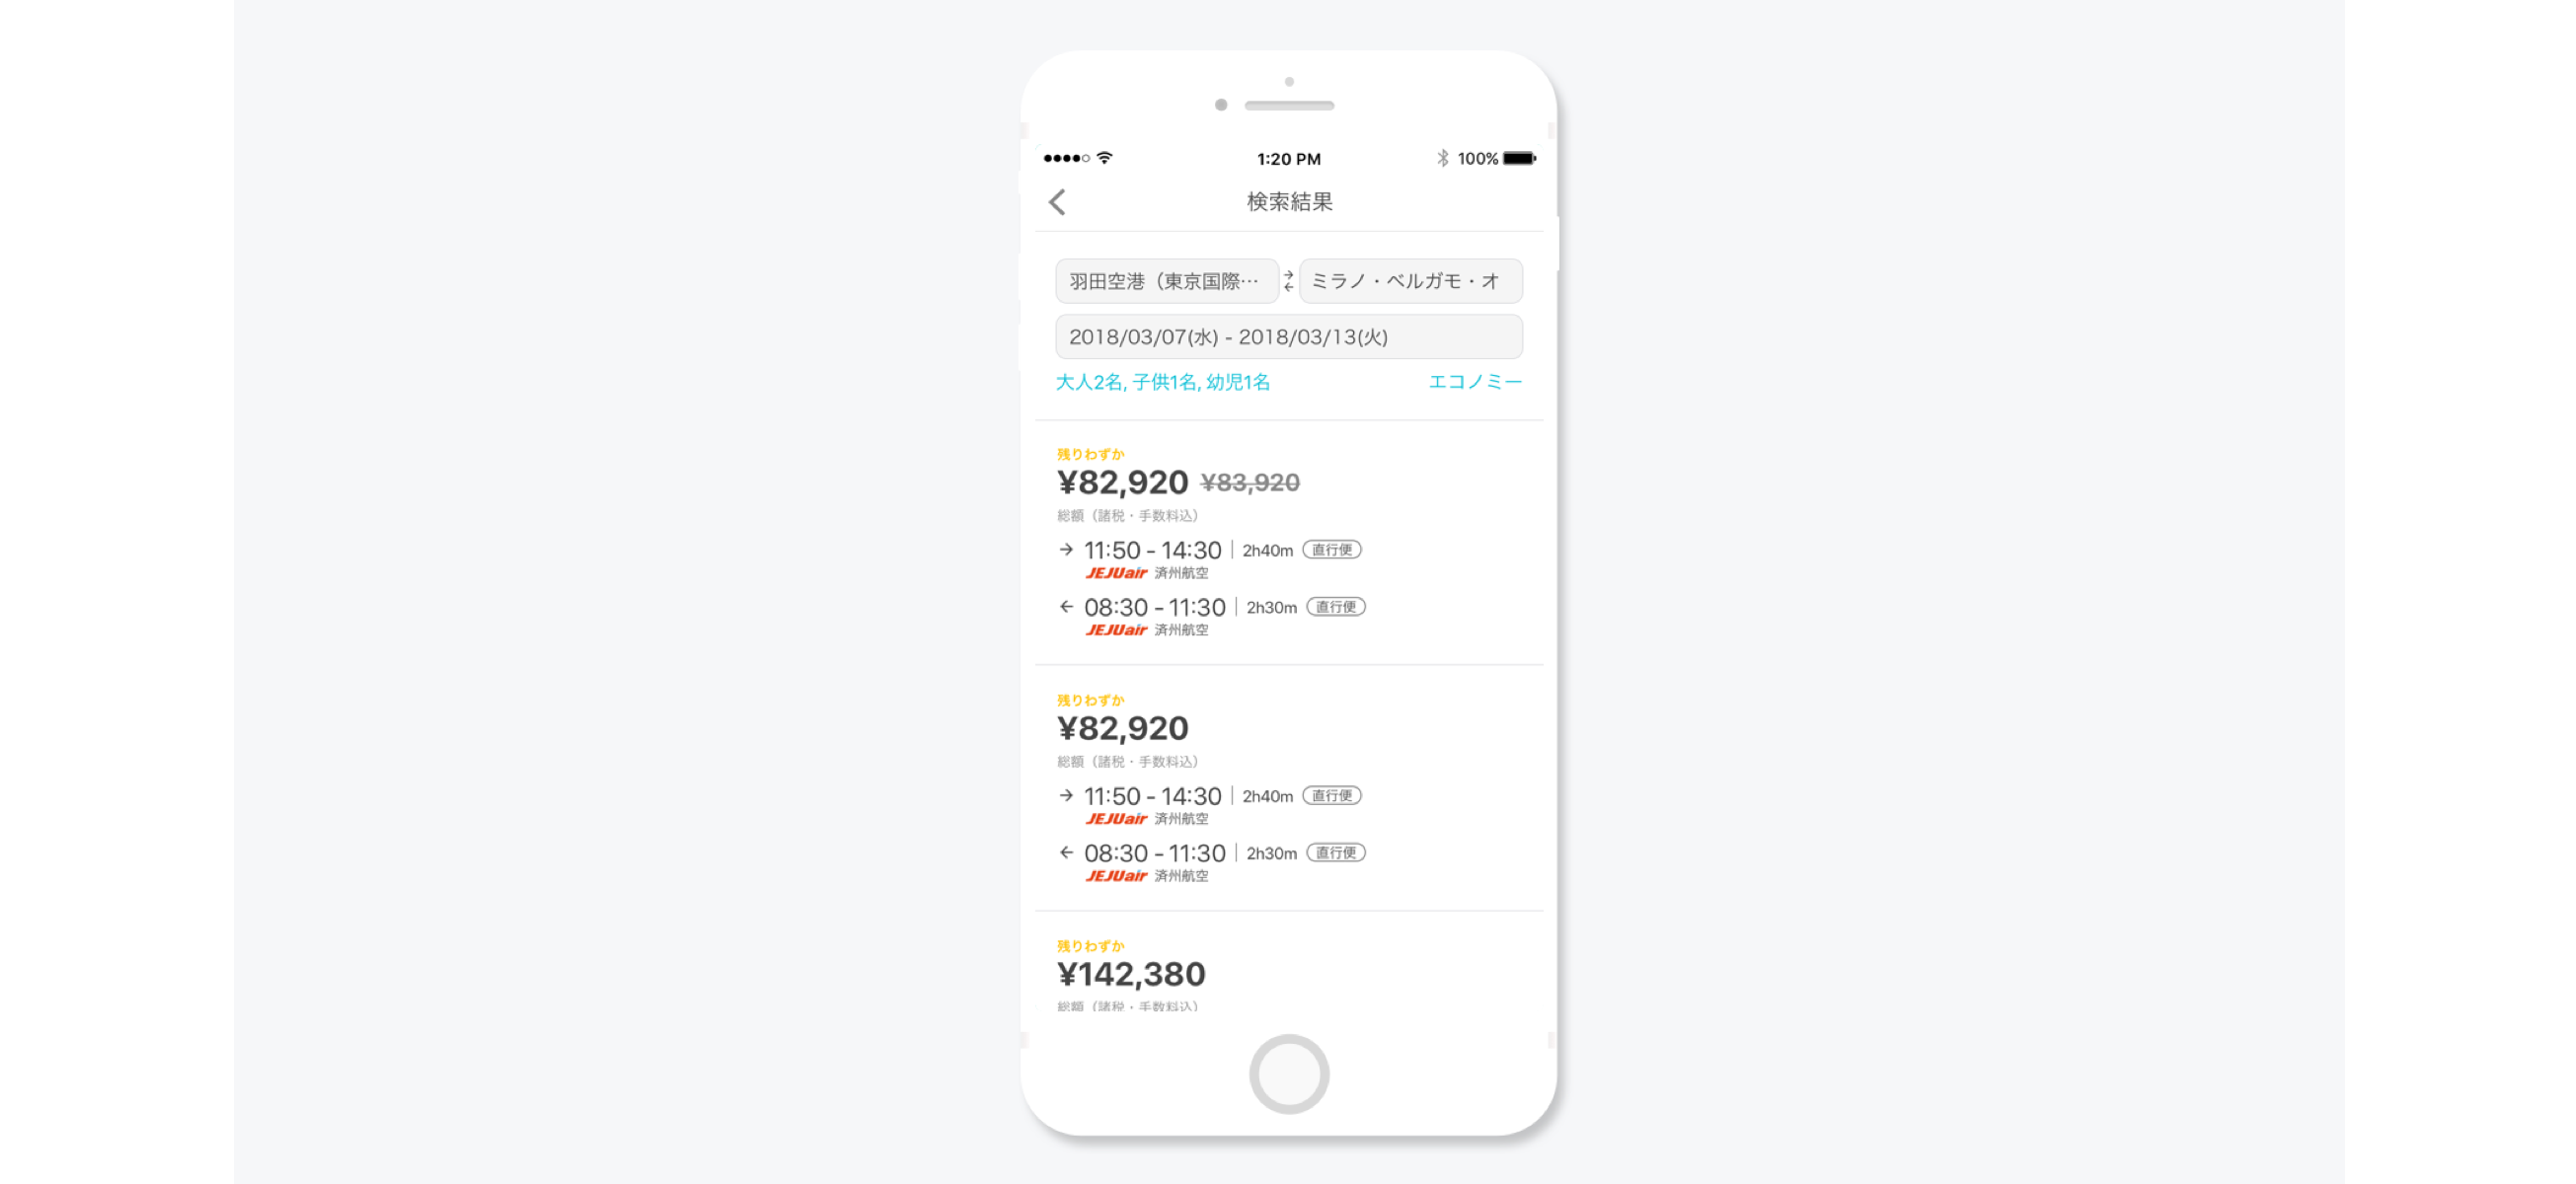 1:20 PM 100%
検索結果
羽田空港（東京国際… ミラノ・ベルガモ・オ
2018/03/07(水) - 2018/03/13(火)
大人2名, 子供1名, 幼児1名 エコノミー
残りわずか
¥82,920 ¥83,920
総額（諸税・手数料込）
→ 11:50 - 14:30 | 2h40m 直行便
JEJUair 済州航空
← 08:30 - 11:30 | 2h30m 直行便
JEJUair 済州航空
残りわずか
¥82,920
総額（諸税・手数料込）
→ 11:50 - 14:30 | 2h40m 直行便
JEJUair 済州航空
← 08:30 - 11:30 | 2h30m 直行便
JEJUair 済州航空
残りわずか
¥142,380
総額（諸税・手数料込）